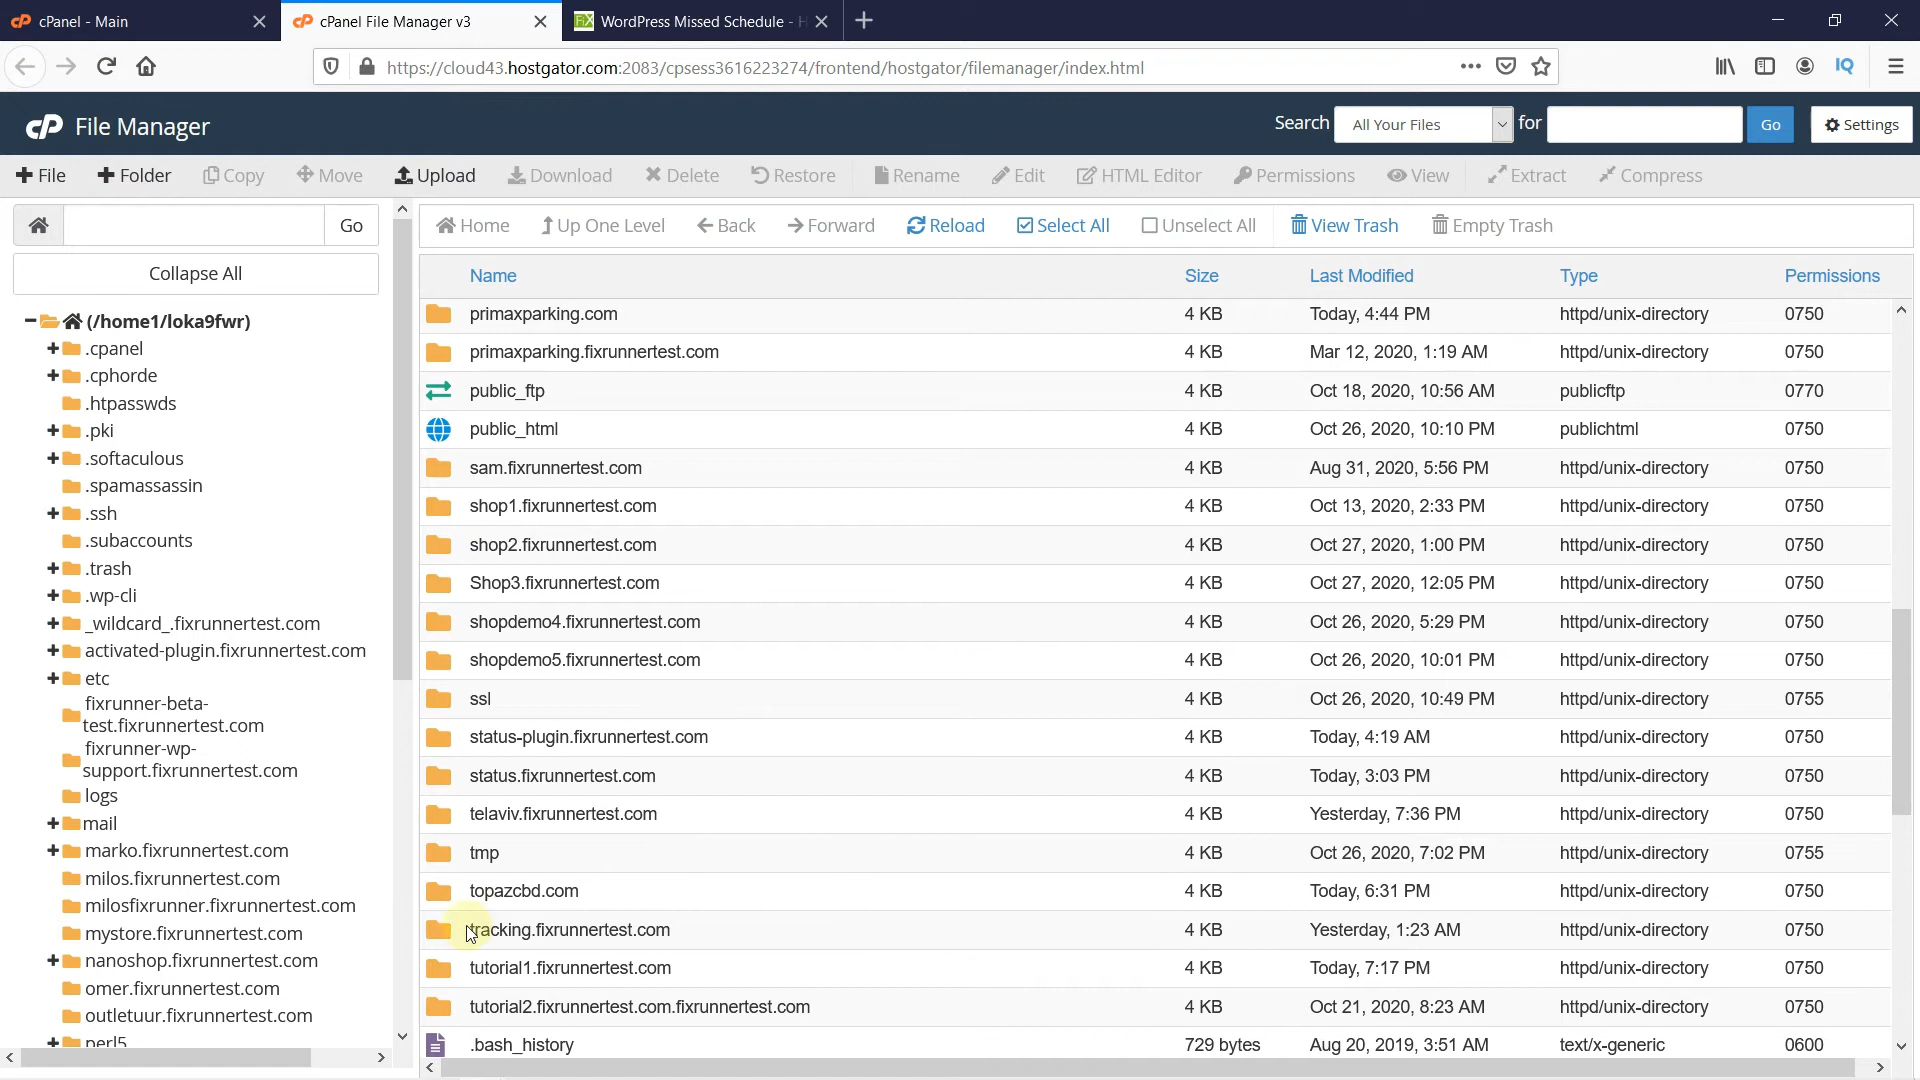 cPanel - Main
cPanel File Manager v3
WordPress Missed Schedule -
https://cloud43.hostgator.com:2083/cpsess3616223274/frontend/hostgator/filemanager/index.html
IQ
cP File Manager
Search All Your Files for Go Settings
File Folder Copy Move Upload Download Delete Restore Rename Edit HTML Editor Permissions View Extract Compress
Go
Home Up One Level Back Forward Reload Select All Unselect All View Trash Empty Trash
Collapse All
(/home1/loka9fwr)
.cpanel
.cphorde
.htpasswds
.pki
.softaculous
.spamassassin
.ssh
.subaccounts
.trash
.wp-cli
_wildcard_.fixrunnertest.com
activated-plugin.fixrunnertest.com
etc
fixrunner-beta-
test.fixrunnertest.com
fixrunner-wp-
support.fixrunnertest.com
logs
mail
marko.fixrunnertest.com
milos.fixrunnertest.com
milosfixrunner.fixrunnertest.com
mystore.fixrunnertest.com
nanoshop.fixrunnertest.com
omer.fixrunnertest.com
outletuur.fixrunnertest.com
perl5
Name Size Last Modified Type Permissions
primaxparking.com 4 KB Today, 4:44 PM httpd/unix-directory 0750
primaxparking.fixrunnertest.com 4 KB Mar 12, 2020, 1:19 AM httpd/unix-directory 0750
public_ftp 4 KB Oct 18, 2020, 10:56 AM publicftp 0770
public_html 4 KB Oct 26, 2020, 10:10 PM publichtml 0750
sam.fixrunnertest.com 4 KB Aug 31, 2020, 5:56 PM httpd/unix-directory 0750
shop1.fixrunnertest.com 4 KB Oct 13, 2020, 2:33 PM httpd/unix-directory 0750
shop2.fixrunnertest.com 4 KB Oct 27, 2020, 1:00 PM httpd/unix-directory 0750
Shop3.fixrunnertest.com 4 KB Oct 27, 2020, 12:05 PM httpd/unix-directory 0750
shopdemo4.fixrunnertest.com 4 KB Oct 26, 2020, 5:29 PM httpd/unix-directory 0750
shopdemo5.fixrunnertest.com 4 KB Oct 26, 2020, 10:01 PM httpd/unix-directory 0750
ssl 4 KB Oct 26, 2020, 10:49 PM httpd/unix-directory 0755
status-plugin.fixrunnertest.com 4 KB Today, 4:19 AM httpd/unix-directory 0750
status.fixrunnertest.com 4 KB Today, 3:03 PM httpd/unix-directory 0750
telaviv.fixrunnertest.com 4 KB Yesterday, 7:36 PM httpd/unix-directory 0750
tmp 4 KB Oct 26, 2020, 7:02 PM httpd/unix-directory 0755
topazcbd.com 4 KB Today, 6:31 PM httpd/unix-directory 0750
tracking.fixrunnertest.com 4 KB Yesterday, 1:23 AM httpd/unix-directory 0750
tutorial1.fixrunnertest.com 4 KB Today, 7:17 PM httpd/unix-directory 0750
tutorial2.fixrunnertest.com.fixrunnertest.com 4 KB Oct 21, 2020, 8:23 AM httpd/unix-directory 0750
.bash_history 729 bytes Aug 20, 2019, 3:51 AM text/x-generic 0600